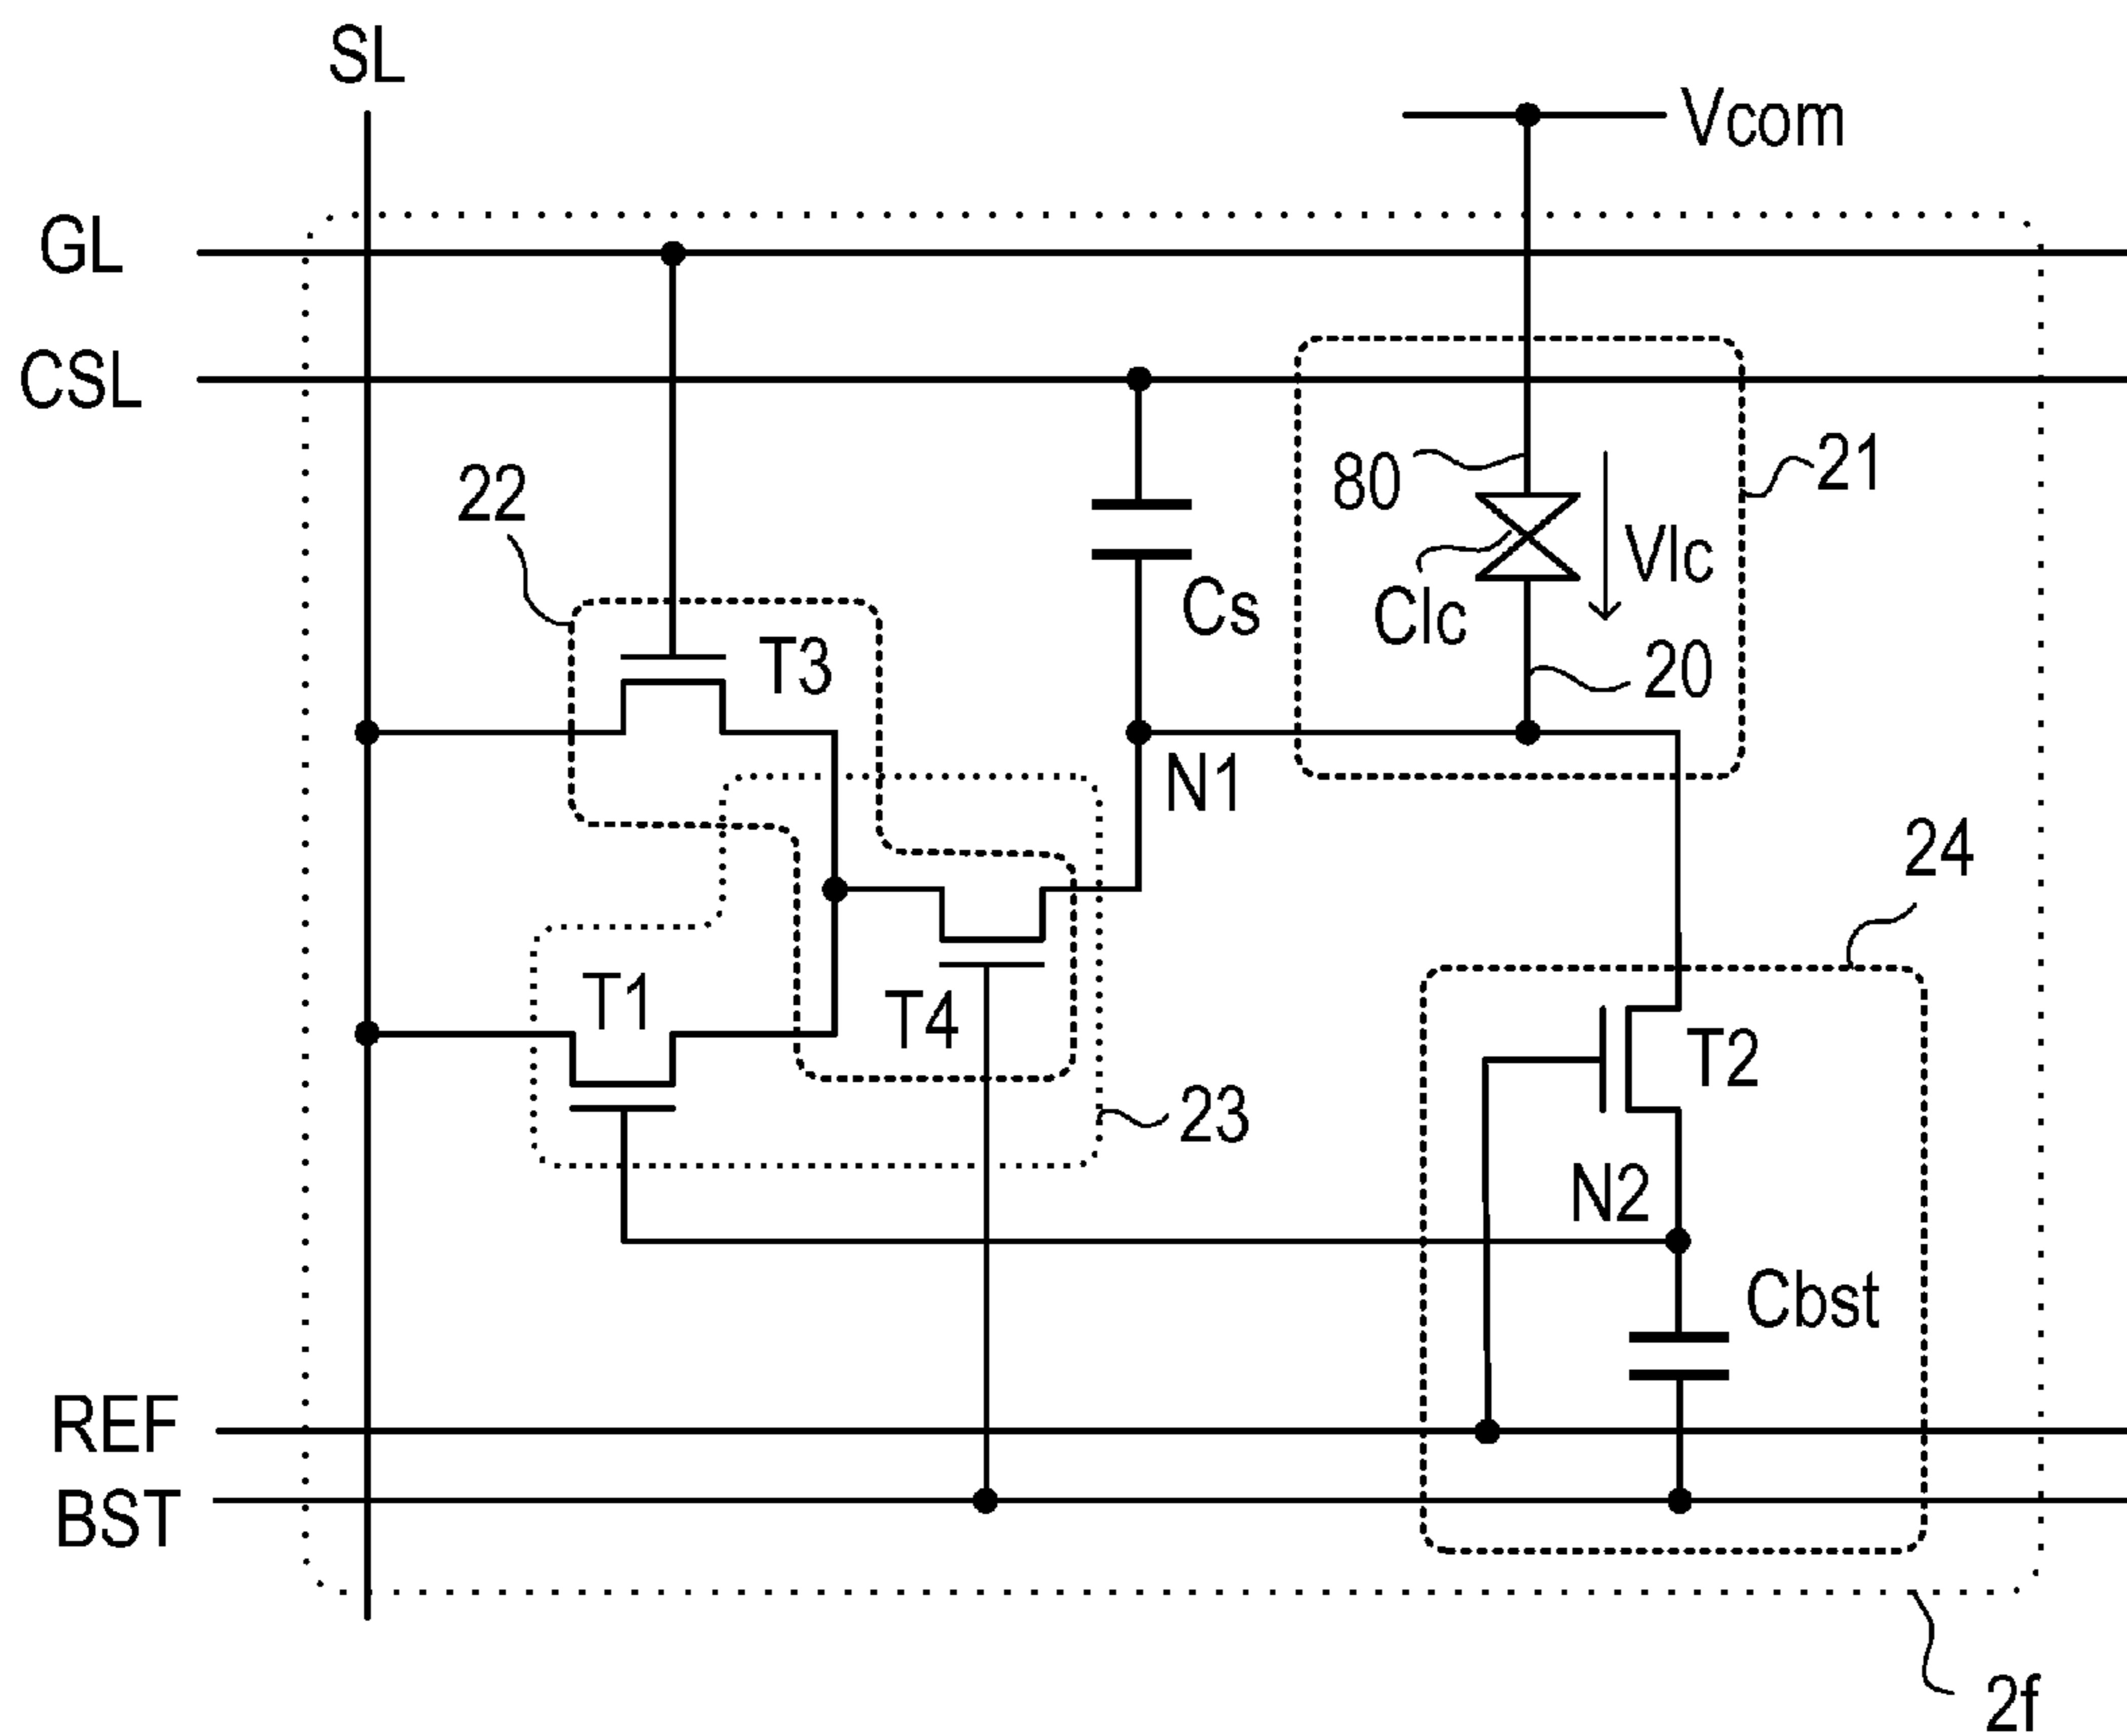 SL
Vcom
GL
CSL
22
80
21
Vlc
Clc
Cs
T3
20
N1
24
T1
T4
T2
23
N2
Cbst
REF
BST
2f